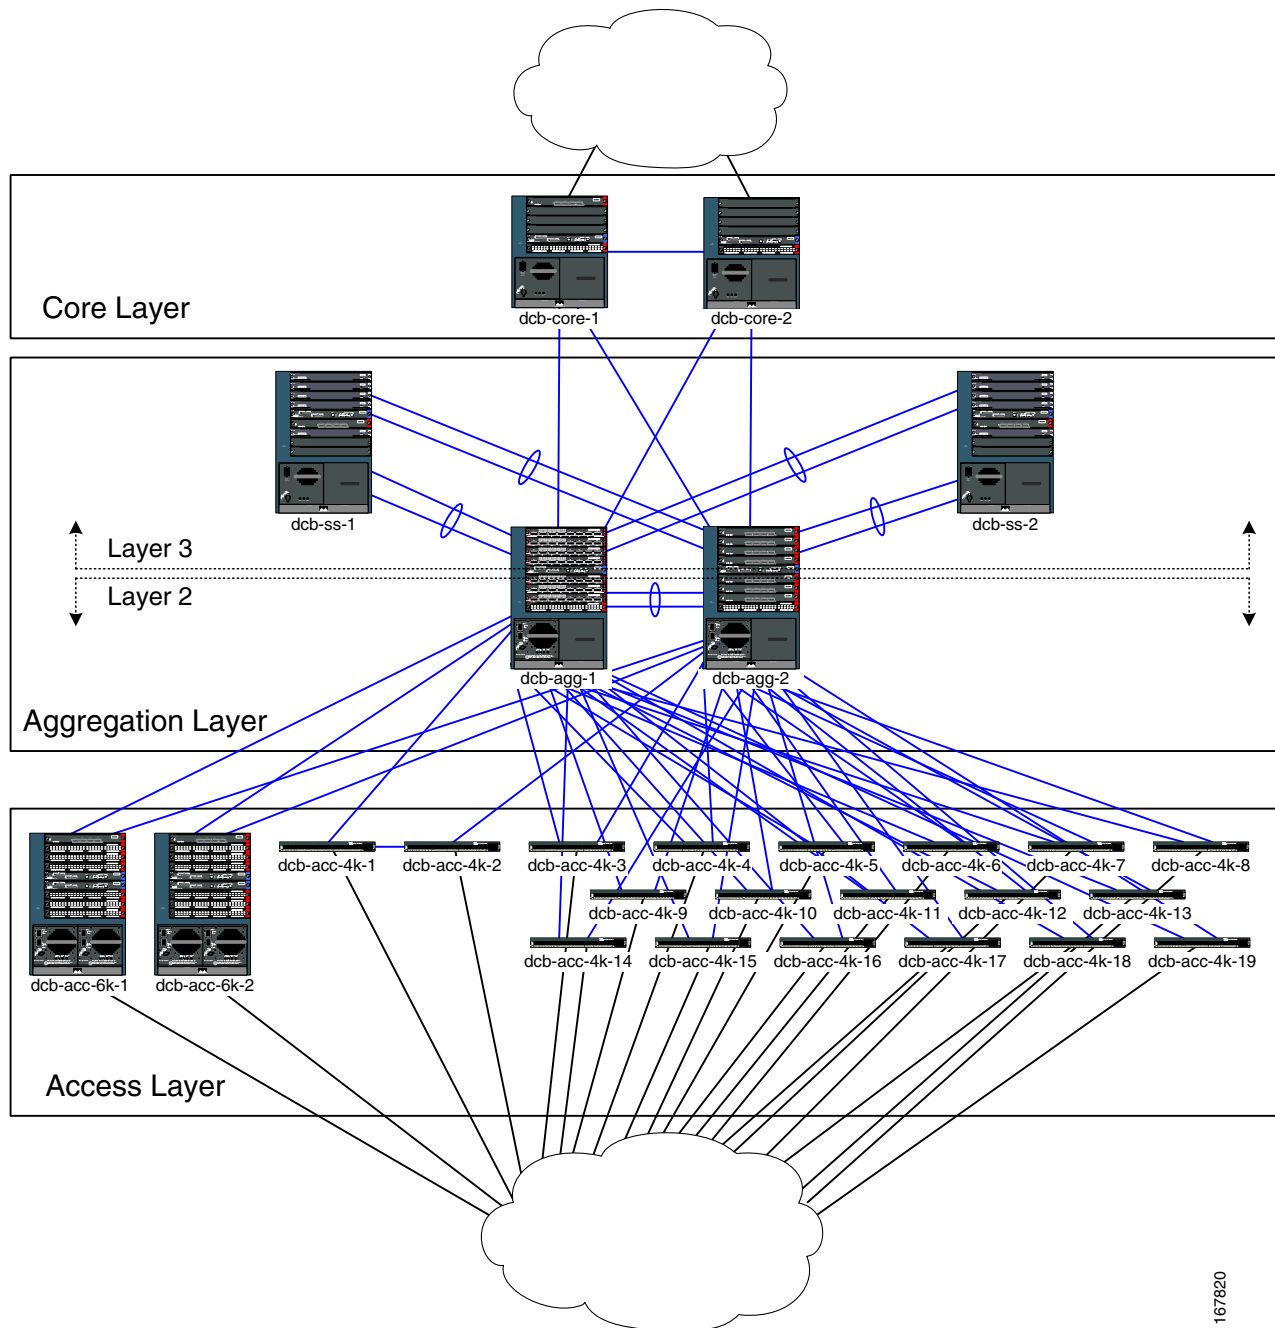 dcb-core-1
dcb-core-2
Core Layer
dcb-ss-1
dcb-ss-2
Layer 3
Layer 2
dcb-agg-1
dcb-agg-2
Aggregation Layer
dcb-acc-4k-1
dcb-acc-4k-2
dcb-acc-4k-3
dcb-acc-4k-4
dcb-acc-4k-5
dcb-acc-4k-6
dcb-acc-4k-7
dcb-acc-4k-8
dcb-acc-4k-9
dcb-acc-4k-10
dcb-acc-4k-11
dcb-acc-4k-12
dcb-acc-4k-13
dcb-acc-4k-14
dcb-acc-4k-15
dcb-acc-4k-16
dcb-acc-4k-17
dcb-acc-4k-18
dcb-acc-4k-19
dcb-acc-6k-1
dcb-acc-6k-2
Access Layer
167820